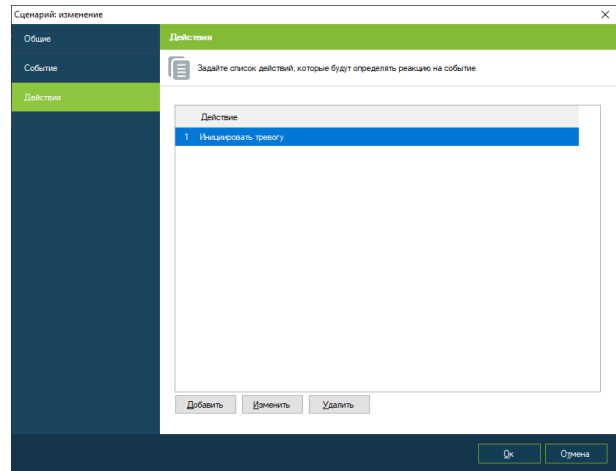 Сценарий: изменение
Общие
Событие
Действия
Действия
Задайте список действий, которые будут определять реакцию на событие
Действие
1 Инициировать тревогу
Добавить
Изменить
Удалить
Ок
Отмена